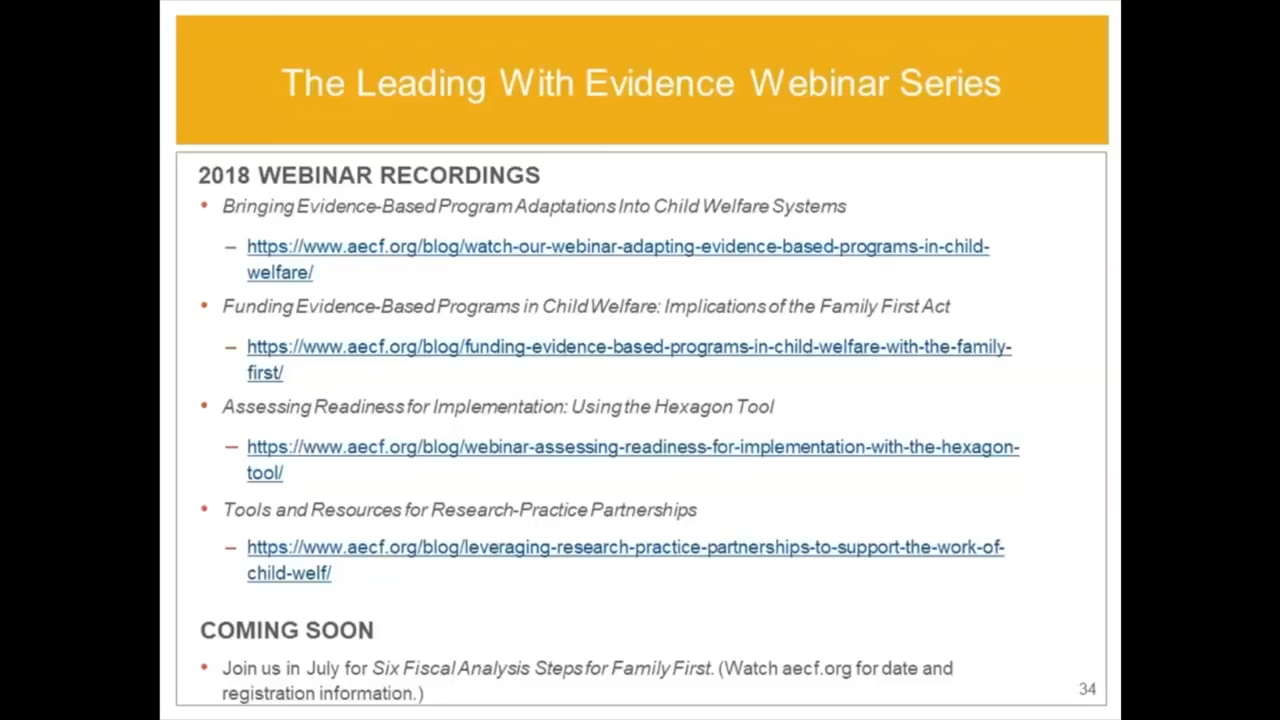 The Leading With Evidence Webinar Series
2018 WEBINAR RECORDINGS
• Bringing Evidence-Based Program Adaptations Into Child Welfare Systems
– https://www.aecf.org/blog/watch-our-webinar-adapting-evidence-based-programs-in-child-
welfare/
• Funding Evidence-Based Programs in Child Welfare: Implications of the Family First Act
– https://www.aecf.org/blog/funding-evidence-based-programs-in-child-welfare-with-the-family-
first/
• Assessing Readiness for Implementation: Using the Hexagon Tool
– https://www.aecf.org/blog/webinar-assessing-readiness-for-implementation-with-the-hexagon-
tool/
• Tools and Resources for Research-Practice Partnerships
– https://www.aecf.org/blog/leveraging-research-practice-partnerships-to-support-the-work-of-
child-welf/
COMING SOON
• Join us in July for Six Fiscal Analysis Steps for Family First. (Watch aecf.org for date and
registration information.)
34